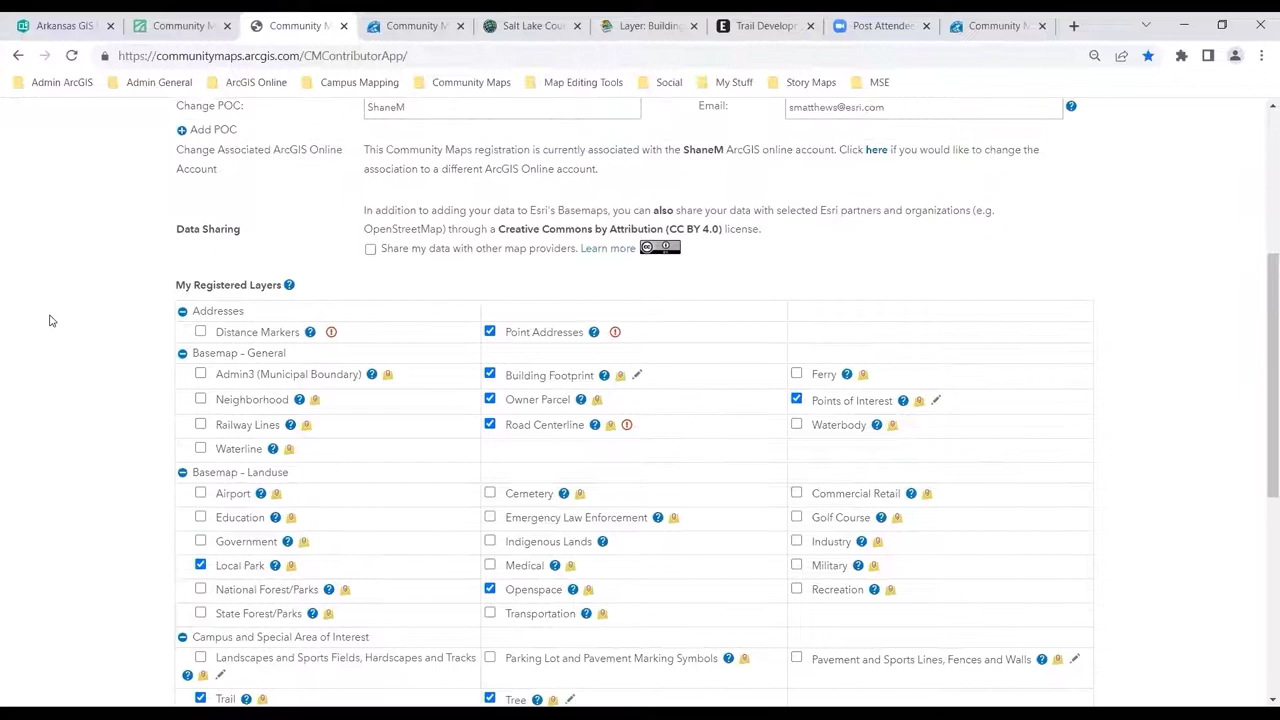 Arkansas GIS
Community M
Community M
Community M
Salt Lake Cou
Layer: Building
Trail Developr
Post Attendee
Community M
https://communitymaps.arcgis.com/CMContributorApp/
Admin ArcGIS
Admin General
ArcGIS Online
Campus Mapping
Community Maps
Map Editing Tools
Social
My Stuff
Story Maps
MSE
Change POC: ShaneM Email: smatthews@esri.com
Add POC
Change Associated ArcGIS Online Account
This Community Maps registration is currently associated with the ShaneM ArcGIS online account. Click here if you would like to change the
association to a different ArcGIS Online account.
Data Sharing
In addition to adding your data to Esri's Basemaps, you can also share your data with selected Esri partners and organizations (e.g.
OpenStreetMap) through a Creative Commons by Attribution (CC BY 4.0) license.
Share my data with other map providers. Learn more
My Registered Layers
Addresses
Distance Markers
Point Addresses
Basemap – General
Admin3 (Municipal Boundary)
Building Footprint
Ferry
Neighborhood
Owner Parcel
Points of Interest
Railway Lines
Road Centerline
Waterbody
Waterline
Basemap – Landuse
Airport
Cemetery
Commercial Retail
Education
Emergency Law Enforcement
Golf Course
Government
Indigenous Lands
Industry
Local Park
Medical
Military
National Forest/Parks
Openspace
Recreation
State Forest/Parks
Transportation
Campus and Special Area of Interest
Landscapes and Sports Fields, Hardscapes and Tracks
Parking Lot and Pavement Marking Symbols
Pavement and Sports Lines, Fences and Walls
Trail
Tree